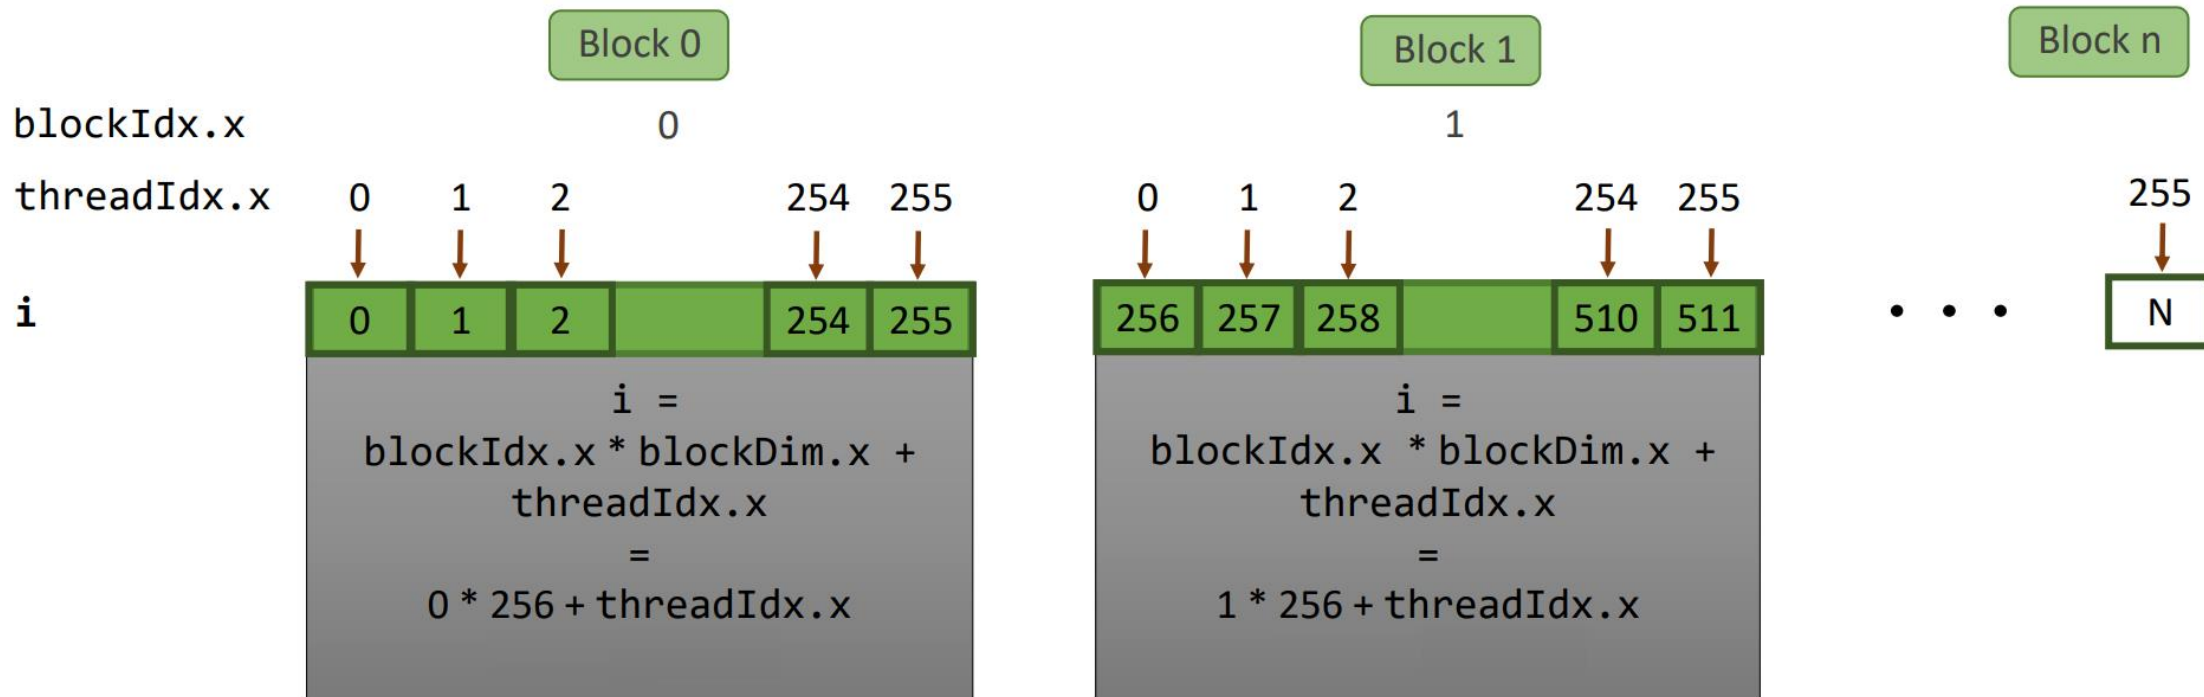 Block 0 Block 1 Block n
blockIdx.x 0 1
threadIdx.x 0 1 2 254 255 0 1 2 254 255 255
i 0 1 2 254 255 256 257 258 510 511 • • • N
i =
blockIdx.x * blockDim.x +
threadIdx.x
=
0 * 256 + threadIdx.x
i =
blockIdx.x * blockDim.x +
threadIdx.x
=
1 * 256 + threadIdx.x